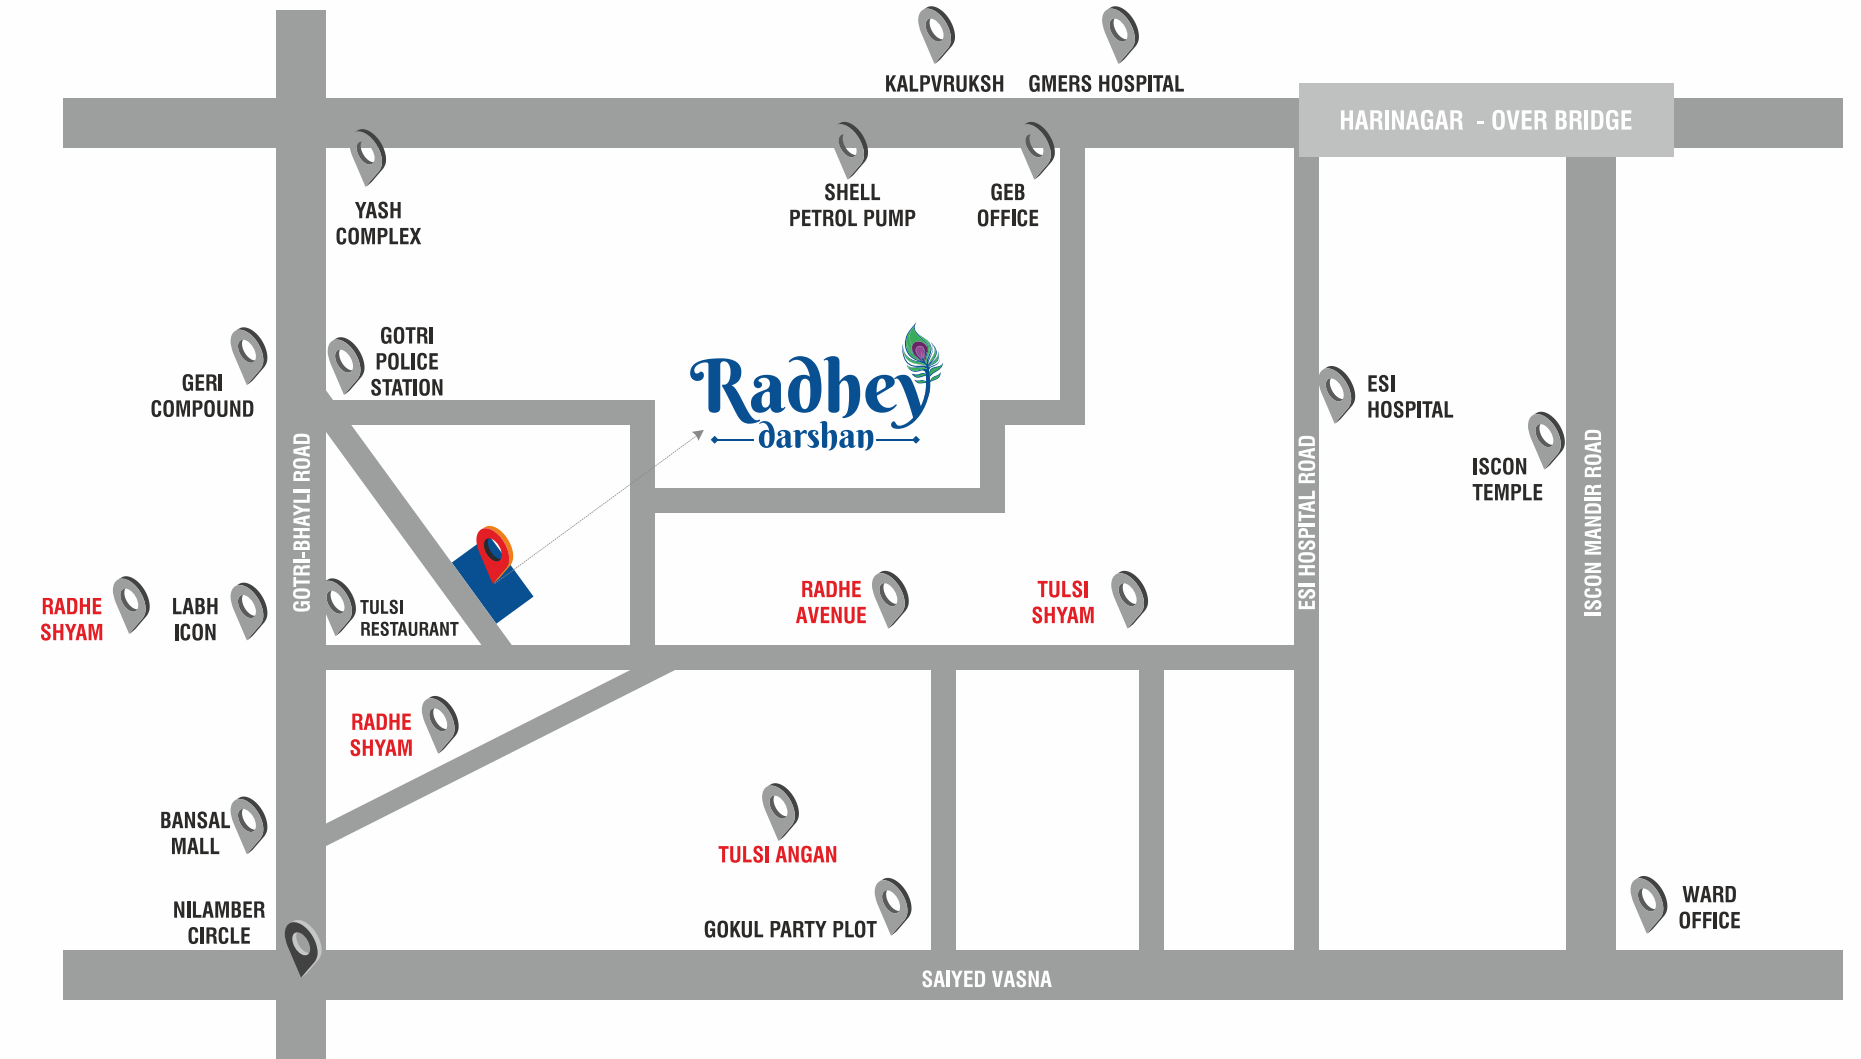 KALPVRUKSH
GMERS HOSPITAL
HARINAGAR - OVER BRIDGE
YASH
COMPLEX
SHELL
PETROL PUMP
GEB
OFFICE
GERI
COMPOUND
GOTRI
POLICE
STATION
Radhey
darshan
ESI
HOSPITAL
ISCON
TEMPLE
GOTRI-BHAYLI ROAD
ESI HOSPITAL ROAD
ISCON MANDIR ROAD
RADHE
SHYAM
LABH
ICON
TULSI
RESTAURANT
RADHE
AVENUE
TULSI
SHYAM
RADHE
SHYAM
BANSAL
MALL
TULSI ANGAN
NILAMBER
CIRCLE
GOKUL PARTY PLOT
WARD
OFFICE
SAIYED VASNA